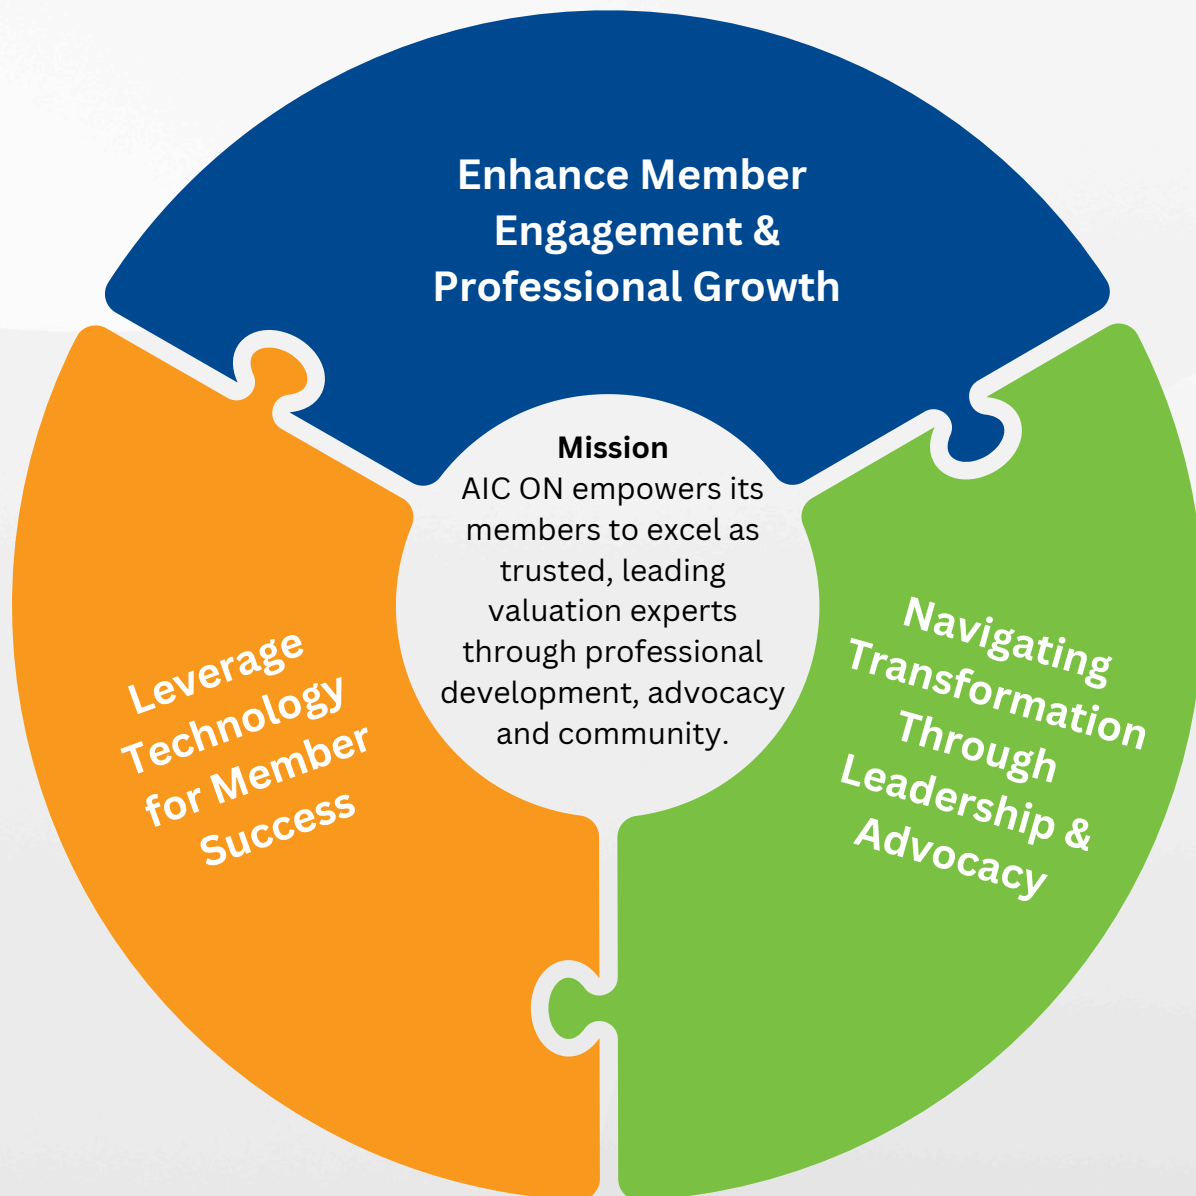 Enhance Member
Engagement &
Professional Growth
Mission
AIC ON empowers its
members to excel as
trusted, leading
valuation experts
through professional
development, advocacy
and community.
Leverage
Technology
for Member
Success
Navigating
Transformation
Through
Leadership &
Advocacy